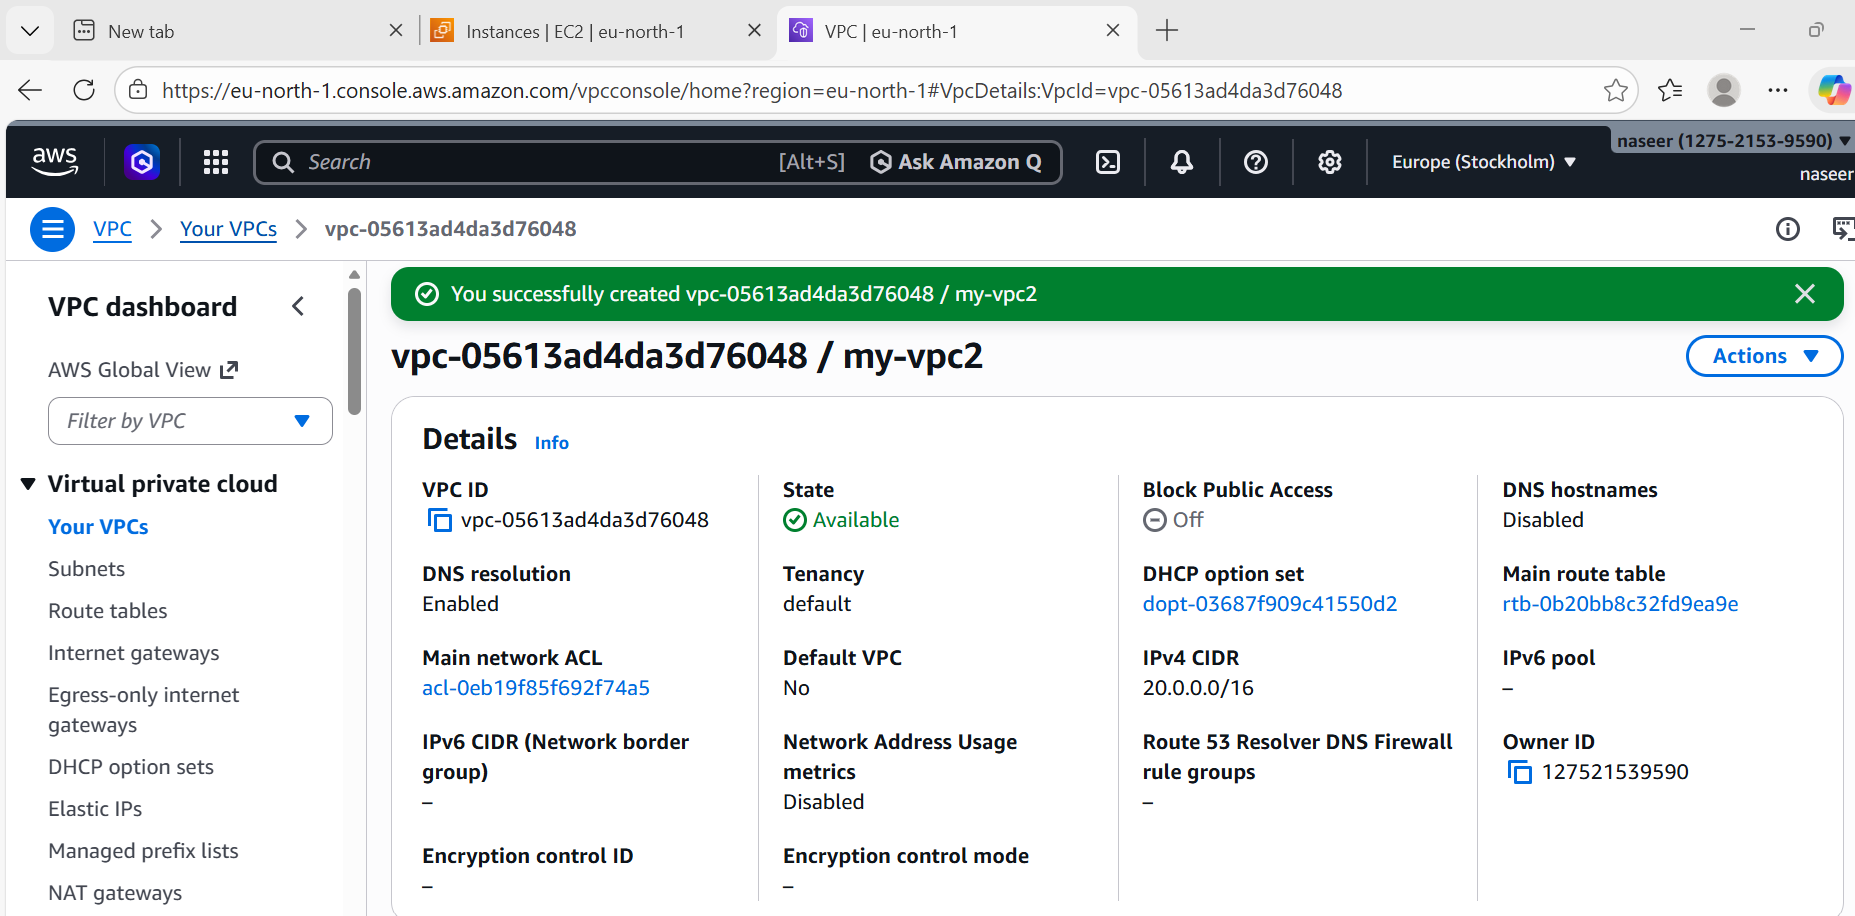 New tab
Instances | EC2 | eu-north-1
VPC | eu-north-1
https://eu-north-1.console.aws.amazon.com/vpcconsole/home?region=eu-north-1#VpcDetails:VpcId=vpc-05613ad4da3d76048
aws
Search
[Alt+S]
Ask Amazon Q
Europe (Stockholm)
naseer (1275-2153-9590)
naseer
VPC
Your VPCs
vpc-05613ad4da3d76048
VPC dashboard
AWS Global View
Filter by VPC
Virtual private cloud
Your VPCs
Subnets
Route tables
Internet gateways
Egress-only internet
gateways
DHCP option sets
Elastic IPs
Managed prefix lists
NAT gateways
You successfully created vpc-05613ad4da3d76048 / my-vpc2
vpc-05613ad4da3d76048 / my-vpc2
Actions
Details Info
VPC ID
vpc-05613ad4da3d76048
State
Available
Block Public Access
Off
DNS hostnames
Disabled
DNS resolution
Enabled
Tenancy
default
DHCP option set
dopt-03687f909c41550d2
Main route table
rtb-0b20bb8c32fd9ea9e
Main network ACL
acl-0eb19f85f692f74a5
Default VPC
No
IPv4 CIDR
20.0.0.0/16
IPv6 pool
–
IPv6 CIDR (Network border
group)
–
Network Address Usage
metrics
Disabled
Route 53 Resolver DNS Firewall
rule groups
–
Owner ID
127521539590
Encryption control ID
–
Encryption control mode
–